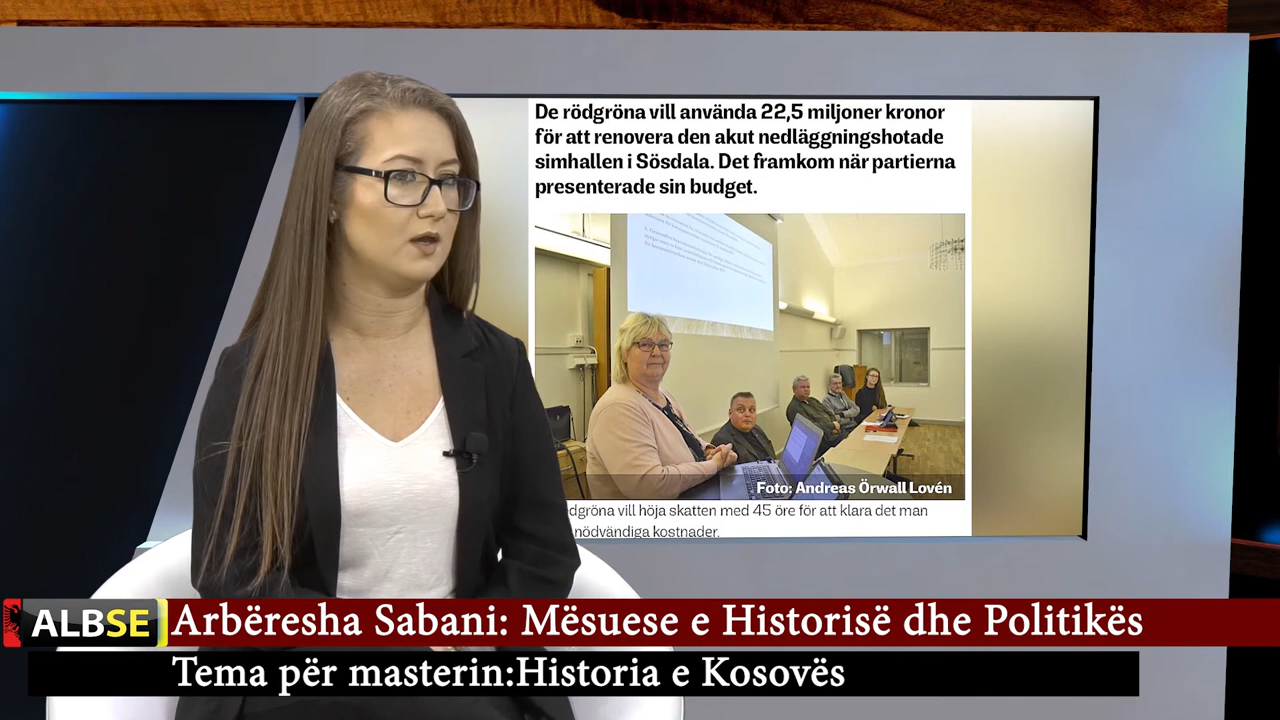 De rödgröna vill använda 22,5 miljoner kronor
för att renovera den akut nedläggningshotade
simhallen i Sösdala. Det framkom när partierna
presenterade sin budget.
Foto: Andreas Örwall Lovén
dgröna vill höja skatten med 45 öre för att klara det man
nödvändiga kostnader.
ALBSE
Arbëresha Sabani: Mësuese e Historisë dhe Politikës
Tema për masterin:Historia e Kosovës